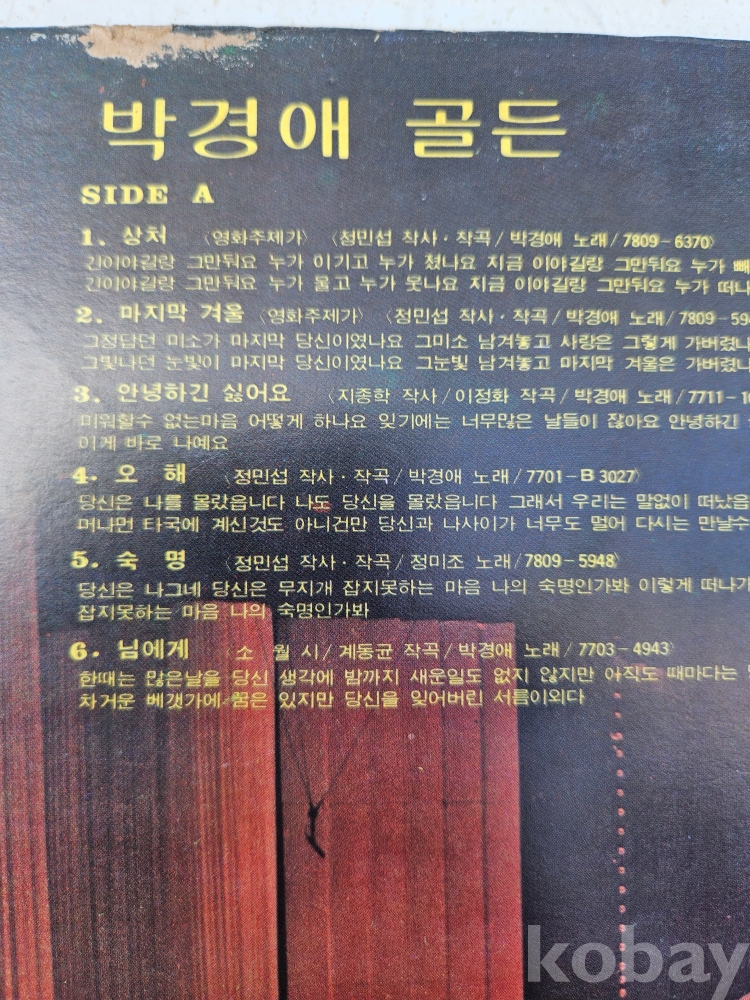 박경애 골든
SIDE A
1. 상처 〈영화주제가〉 〈정민섭 작사·작곡/박경애 노래/7809-6370〉
긴이야길랑 그만둬요 누가 이기고 누가 졌나요 지금 이야길랑 그만둬요 누가 빼
긴이야길랑 그만둬요 누가 울고 누가 웃나요 지금 이야길랑 그만둬요 누가 떠나
2. 마지막 겨울 〈영화주제가〉 〈정민섭 작사·작곡/박경애 노래/7809-594
그정답던 미소가 마지막 당신이였나요 그미소 남겨놓고 사랑은 그렇게 가버렸나
그빛나던 눈빛이 마지막 당신이였나요 그눈빛 남겨놓고 마지막 겨울은 가버렸나
3. 안녕하긴 싫어요 〈지종학 작사/이정화 작곡/박경애 노래/7711-10
미워할수 없는마음 어떻게 하나요 잊기에는 너무많은 날들이 잖아요 안녕하긴
이게 바로 나예요
4. 오 해 〈정민섭 작사·작곡/박경애 노래/7701-B 3027〉
당신은 나를 몰랐읍니다 나도 당신을 몰랐읍니다 그래서 우리는 말없이 떠났읍
머나먼 타국에 계신것도 아니건만 당신과 나사이가 너무도 멀어 다시는 만날수
5. 숙 명 〈정민섭 작사·작곡/정미조 노래/7809-5948〉
당신은 나그네 당신은 무지개 잡지못하는 마음 나의 숙명인가봐 이렇게 떠나기
잡지못하는 마음 나의 숙명인가봐
6. 님에게 〈소 월 시/계동균 작곡/박경애 노래/7703-4943〉
한때는 많은날을 당신 생각에 밤까지 새운일도 없지 않지만 아직도 때마다는
차거운 베갯가에 꿈은 있지만 당신을 잊어버린 서름이외다
kobay